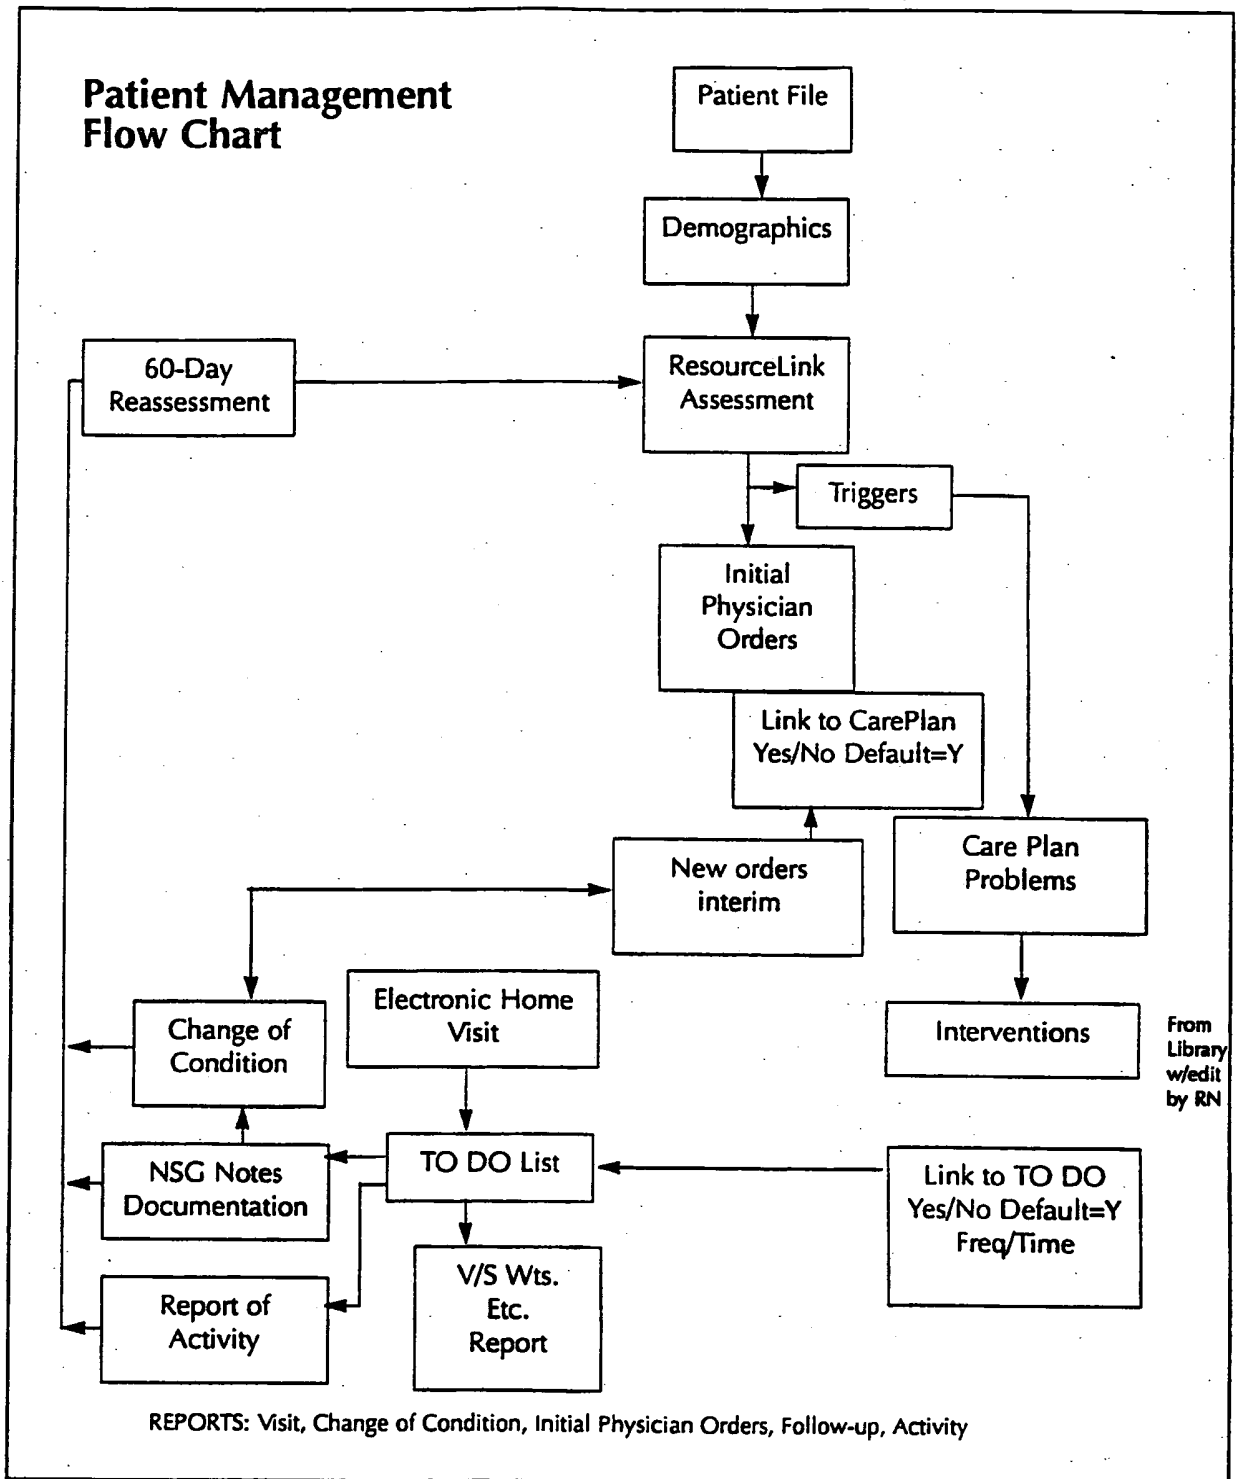 Patient Management
Flow Chart
Patient File
Demographics
60-Day
Reassessment
ResourceLink
Assessment
Triggers
Initial
Physician
Orders
Link to CarePlan
Yes/No Default=Y
New orders
interim
Care Plan
Problems
Change of
Condition
Electronic Home
Visit
Interventions
From
Library
w/edit
by RN
NSG Notes
Documentation
TO DO List
Link to TO DO
Yes/No Default=Y
Freq/Time
Report of
Activity
V/S Wts.
Etc.
Report
REPORTS: Visit, Change of Condition, Initial Physician Orders, Follow-up, Activity